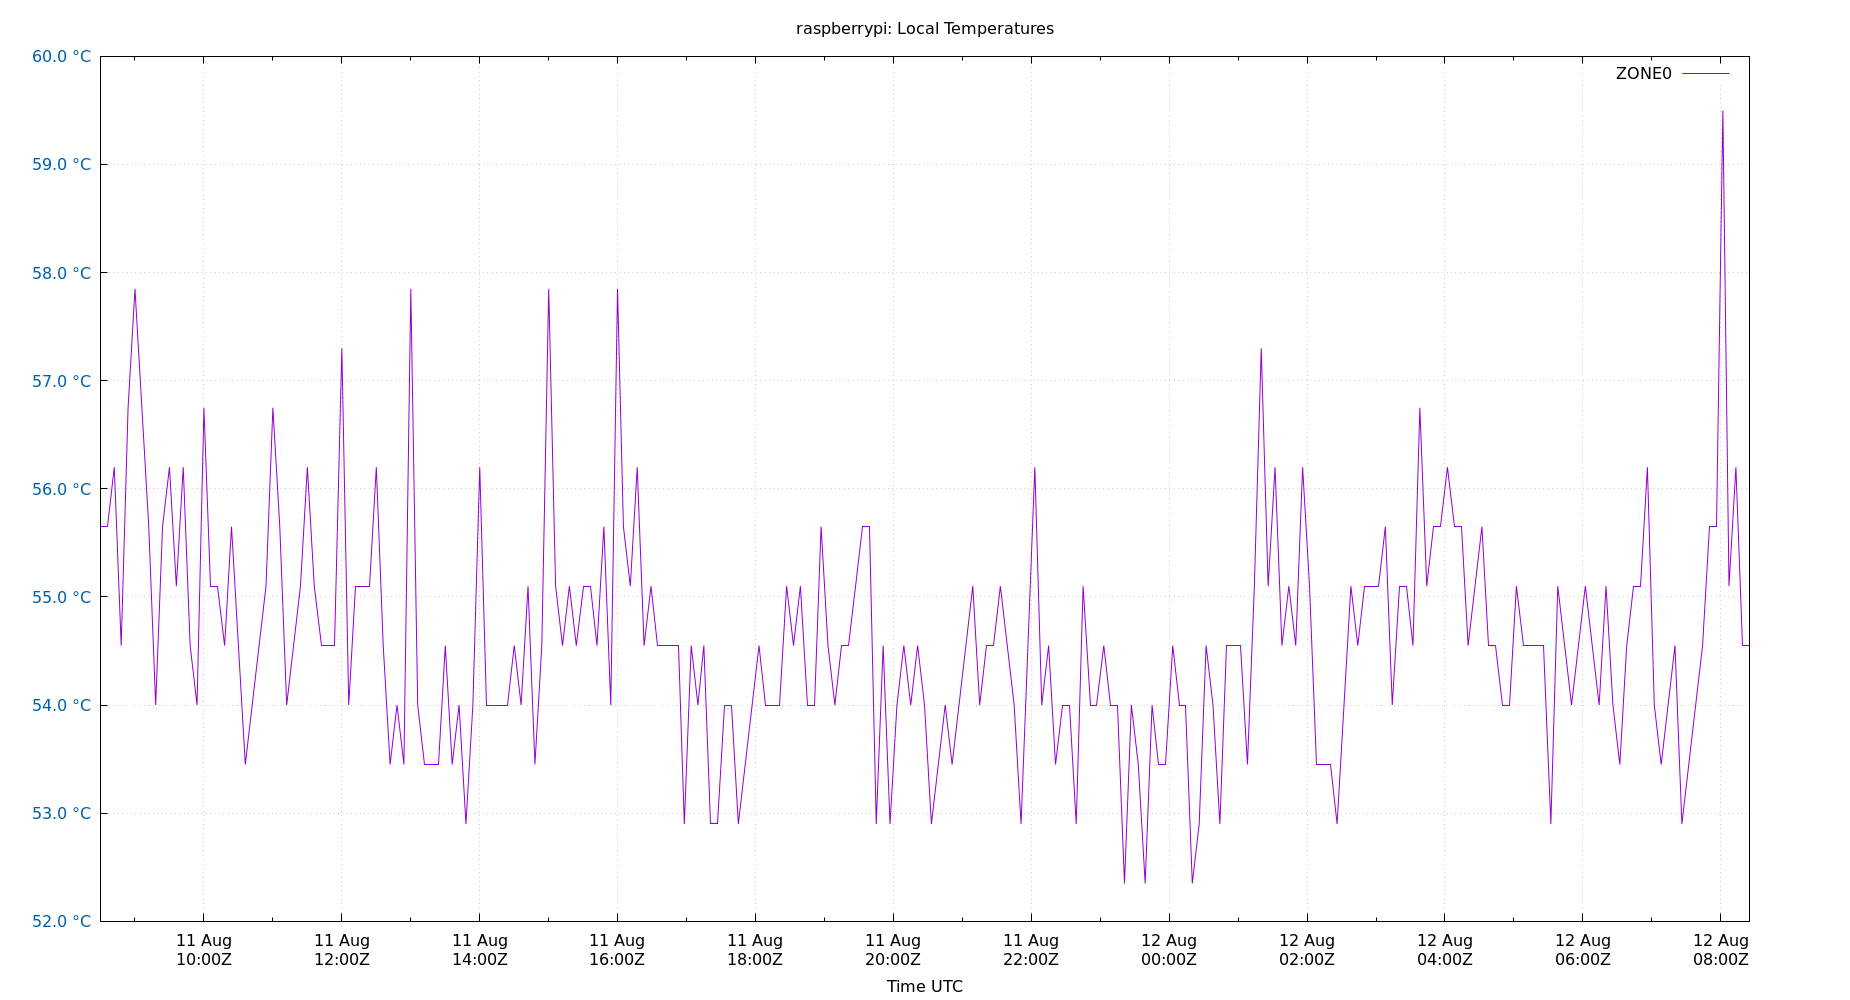 raspberrypi: Local Temperatures
ZONE0
60.0 °C
59.0 °C
58.0 °C
57.0 °C
56.0 °C
55.0 °C
54.0 °C
53.0 °C
52.0 °C
11 Aug 11 Aug 11 Aug 11 Aug 11 Aug 11 Aug 11 Aug 12 Aug 12 Aug 12 Aug 12 Aug 12 Aug
10:00Z 12:00Z 14:00Z 16:00Z 18:00Z 20:00Z 22:00Z 00:00Z 02:00Z 04:00Z 06:00Z 08:00Z
Time UTC